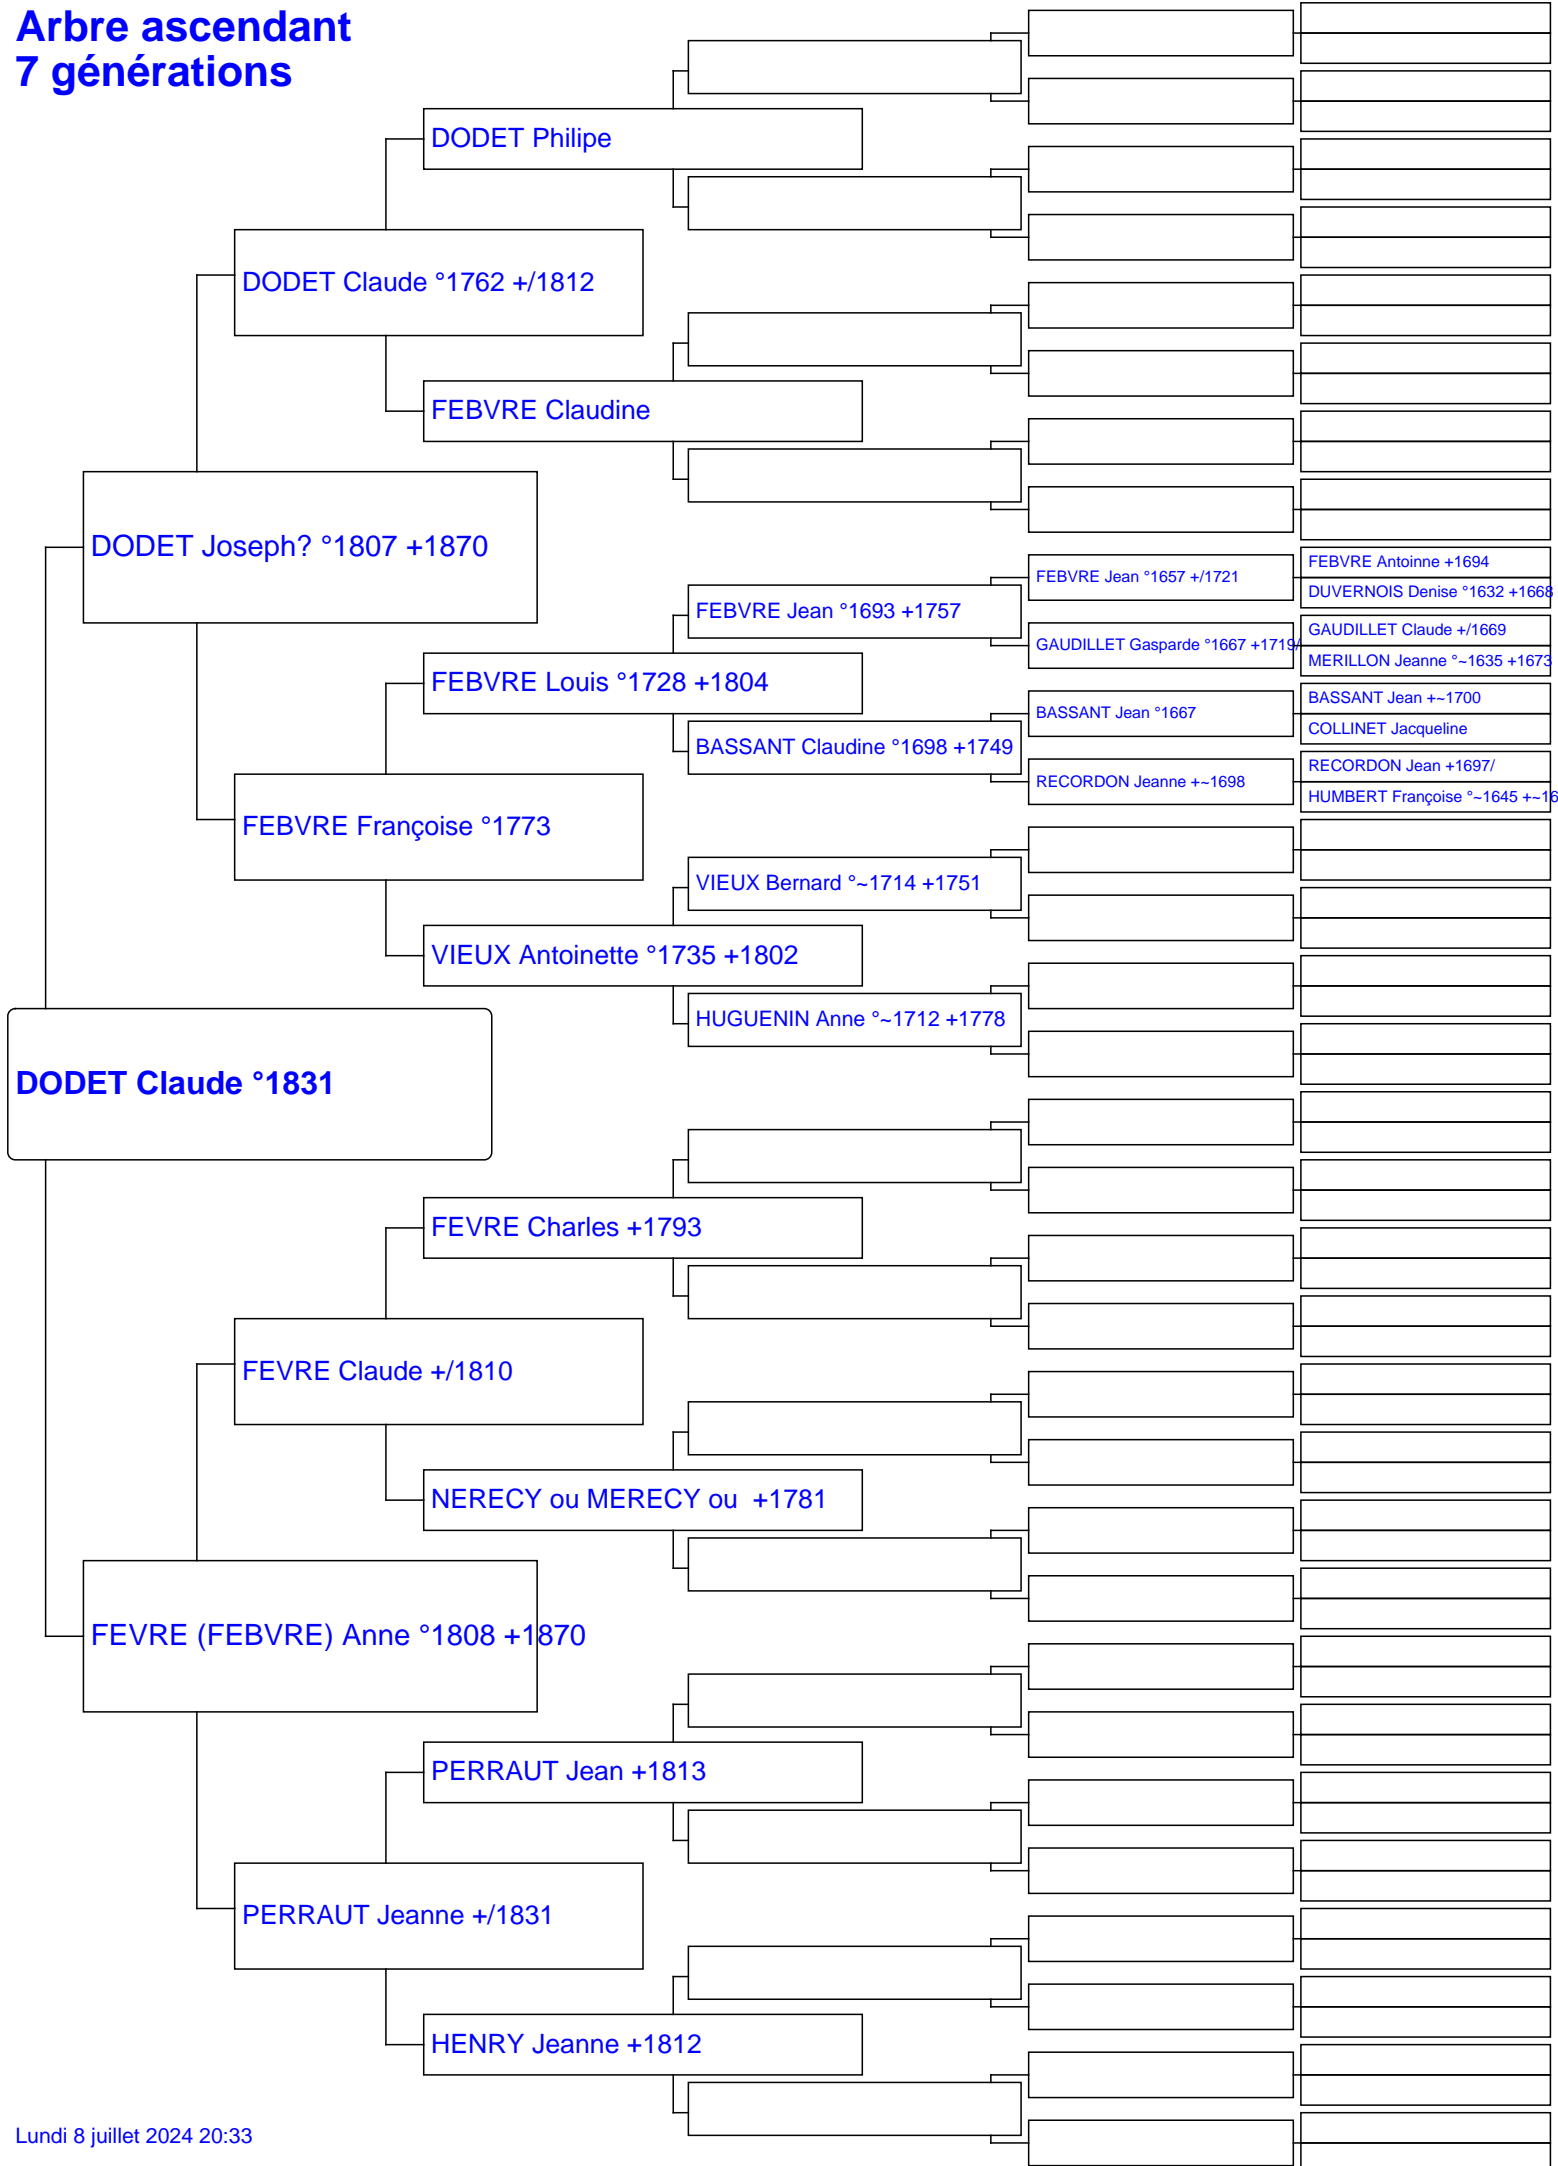 Arbre ascendant
7 générations
DODET Philipe
DODET Claude °1762 +/1812
FEBVRE Claudine
DODET Joseph? °1807 +1870
FEBVRE Antoinne +1694
FEBVRE Jean °1657 +/1721
DUVERNOIS Denise °1632 +1668
FEBVRE Jean °1693 +1757
GAUDILLET Claude +/1669
GAUDILLET Gasparde °1667 +1719/
MERILLON Jeanne °~1635 +1673
FEBVRE Louis °1728 +1804
BASSANT Jean +~1700
BASSANT Jean °1667
COLLINET Jacqueline
BASSANT Claudine °1698 +1749
RECORDON Jean +1697/
RECORDON Jeanne +~1698
HUMBERT Françoise °~1645 +~16
FEBVRE Françoise °1773
VIEUX Bernard °~1714 +1751
VIEUX Antoinette °1735 +1802
HUGUENIN Anne °~1712 +1778
DODET Claude °1831
FEVRE Charles +1793
FEVRE Claude +/1810
NERECY ou MERECY ou  +1781
FEVRE (FEBVRE) Anne °1808 +1870
PERRAUT Jean +1813
PERRAUT Jeanne +/1831
HENRY Jeanne +1812
Lundi 8 juillet 2024 20:33